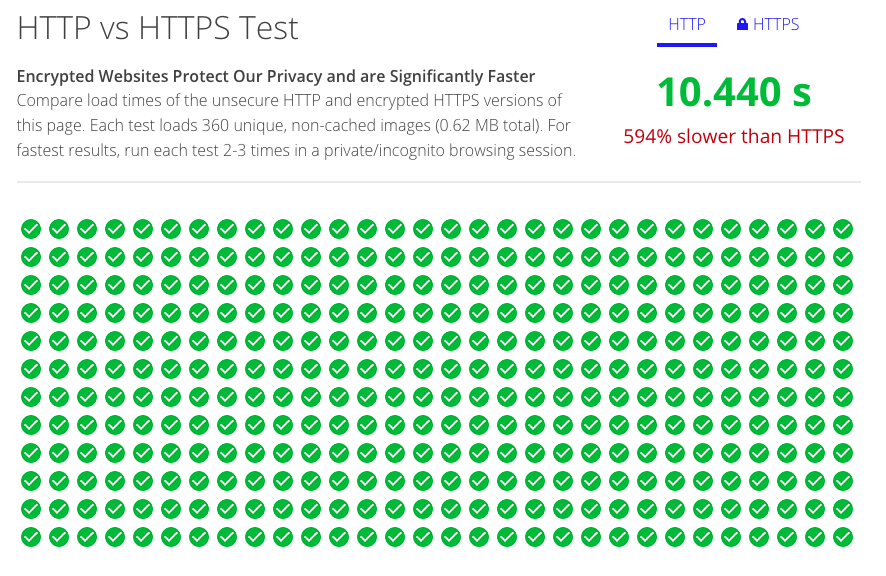 HTTP vs HTTPS Test
HTTP
HTTPS
Encrypted Websites Protect Our Privacy and are Significantly Faster
Compare load times of the unsecure HTTP and encrypted HTTPS versions of
this page. Each test loads 360 unique, non-cached images (0.62 MB total). For
fastest results, run each test 2-3 times in a private/incognito browsing session.
10.440 s
594% slower than HTTPS